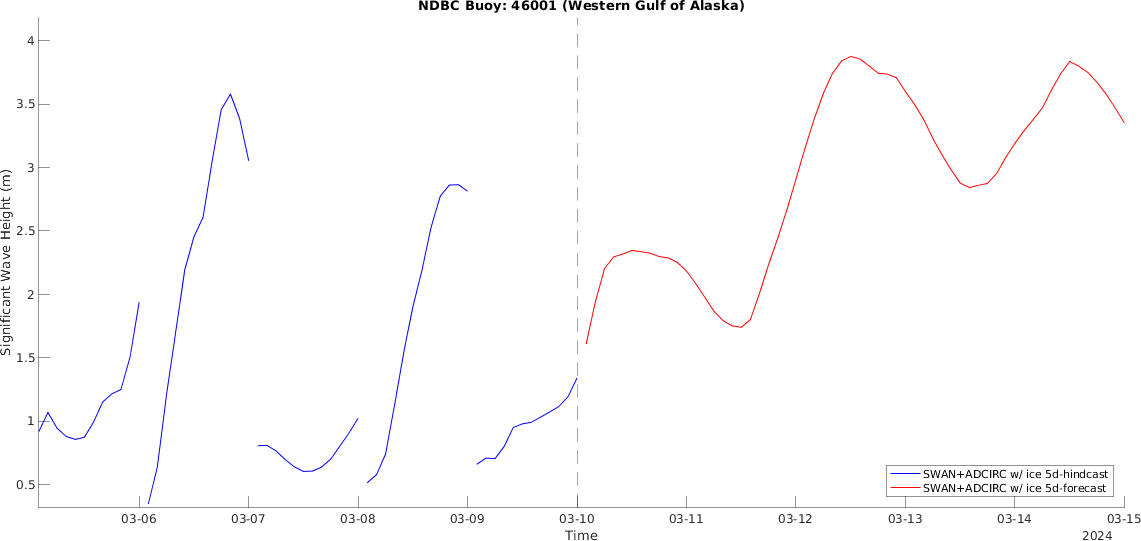 NDBC Buoy: 46001 (Western Gulf of Alaska)
4
3.5
3
2.5
2
1.5
1
0.5
Significant Wave Height (m)
SWAN+ADCIRC w/ ice 5d-hindcast
SWAN+ADCIRC w/ ice 5d-forecast
03-06 03-07 03-08 03-09 03-10 03-11 03-12 03-13 03-14 03-15
Time
2024